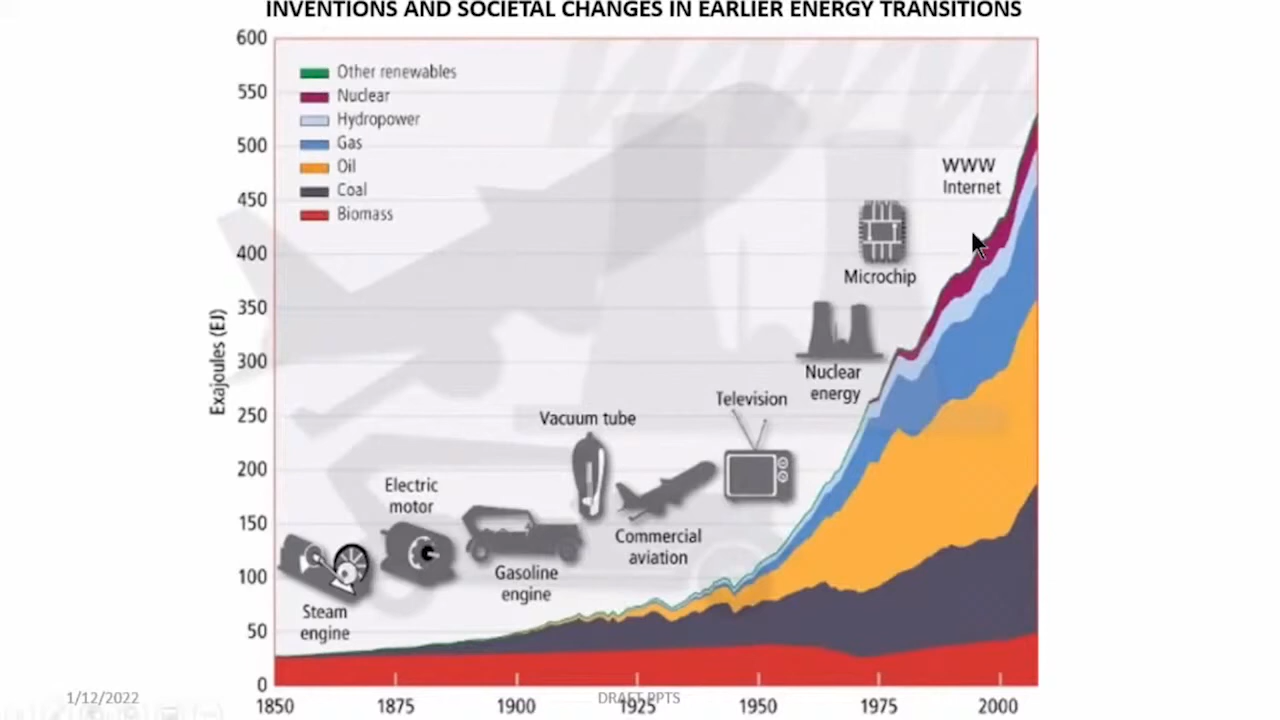 INVENTIONS AND SOCIETAL CHANGES IN EARLIER ENERGY TRANSITIONS
600
550
500
450
400
350
300
250
200
150
100
50
0
Exajoules (EJ)
Other renewables
Nuclear
Hydropower
Gas
Oil
Coal
Biomass
WWW
Internet
Microchip
Nuclear
energy
Television
Vacuum tube
Commercial
aviation
Electric
motor
Gasoline
engine
Steam
engine
1850 1875 1900 1925 1950 1975 2000
1/12/2022
DRAFT PPTS